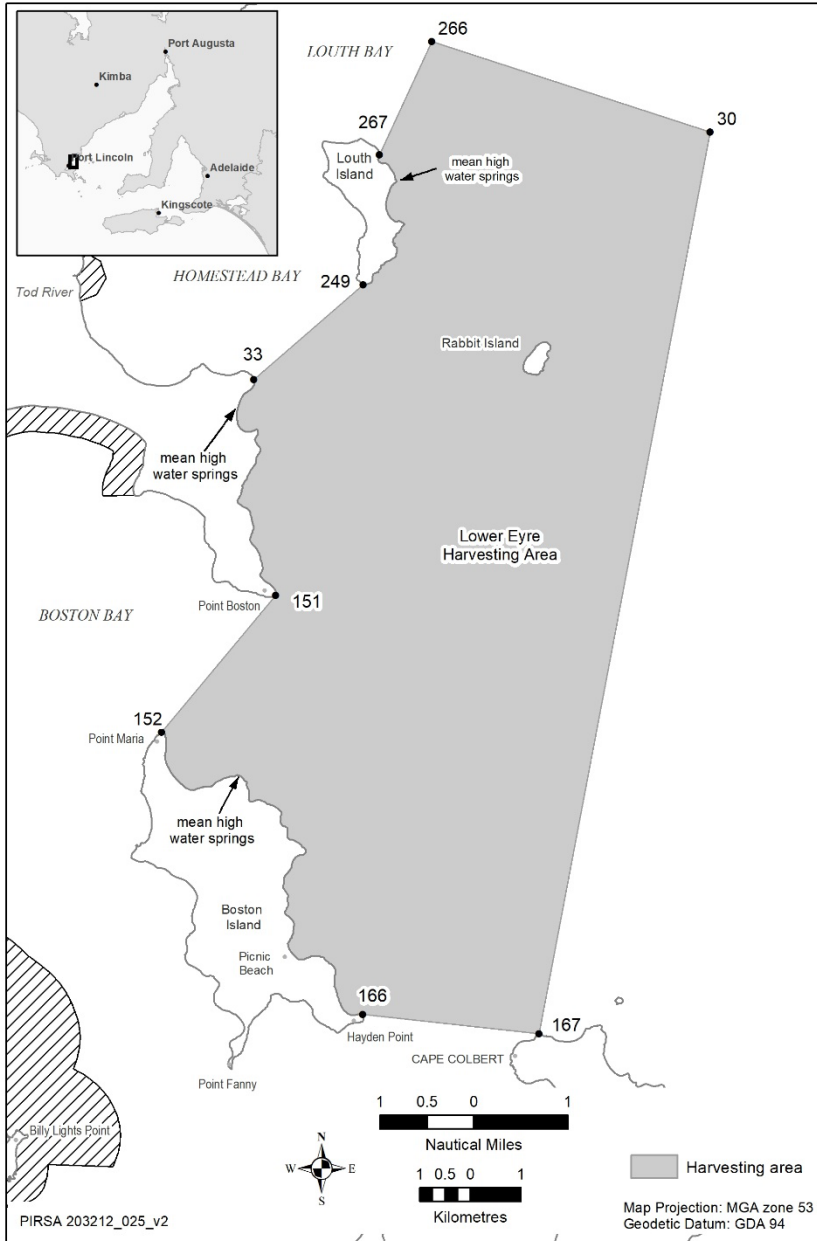 Port Augusta
Kimba
Port Lincoln
Adelaide
Kingscote
LOUTH BAY
266
30
267
Louth
Island
mean high
water springs
HOMESTEAD BAY
249
Tod River
Rabbit Island
33
mean high
water springs
Lower Eyre
Harvesting Area
Point Boston
151
BOSTON BAY
152
Point Maria
mean high
water springs
Boston
Island
Picnic
Beach
166
Hayden Point
167
CAPE COLBERT
Point Fanny
1 0.5 0 1
Nautical Miles
Billy Lights Point
N
W E
S
1 0.5 0 1
Kilometres
Harvesting area
PIRSA 203212_025_v2
Map Projection: MGA zone 53
Geodetic Datum: GDA 94